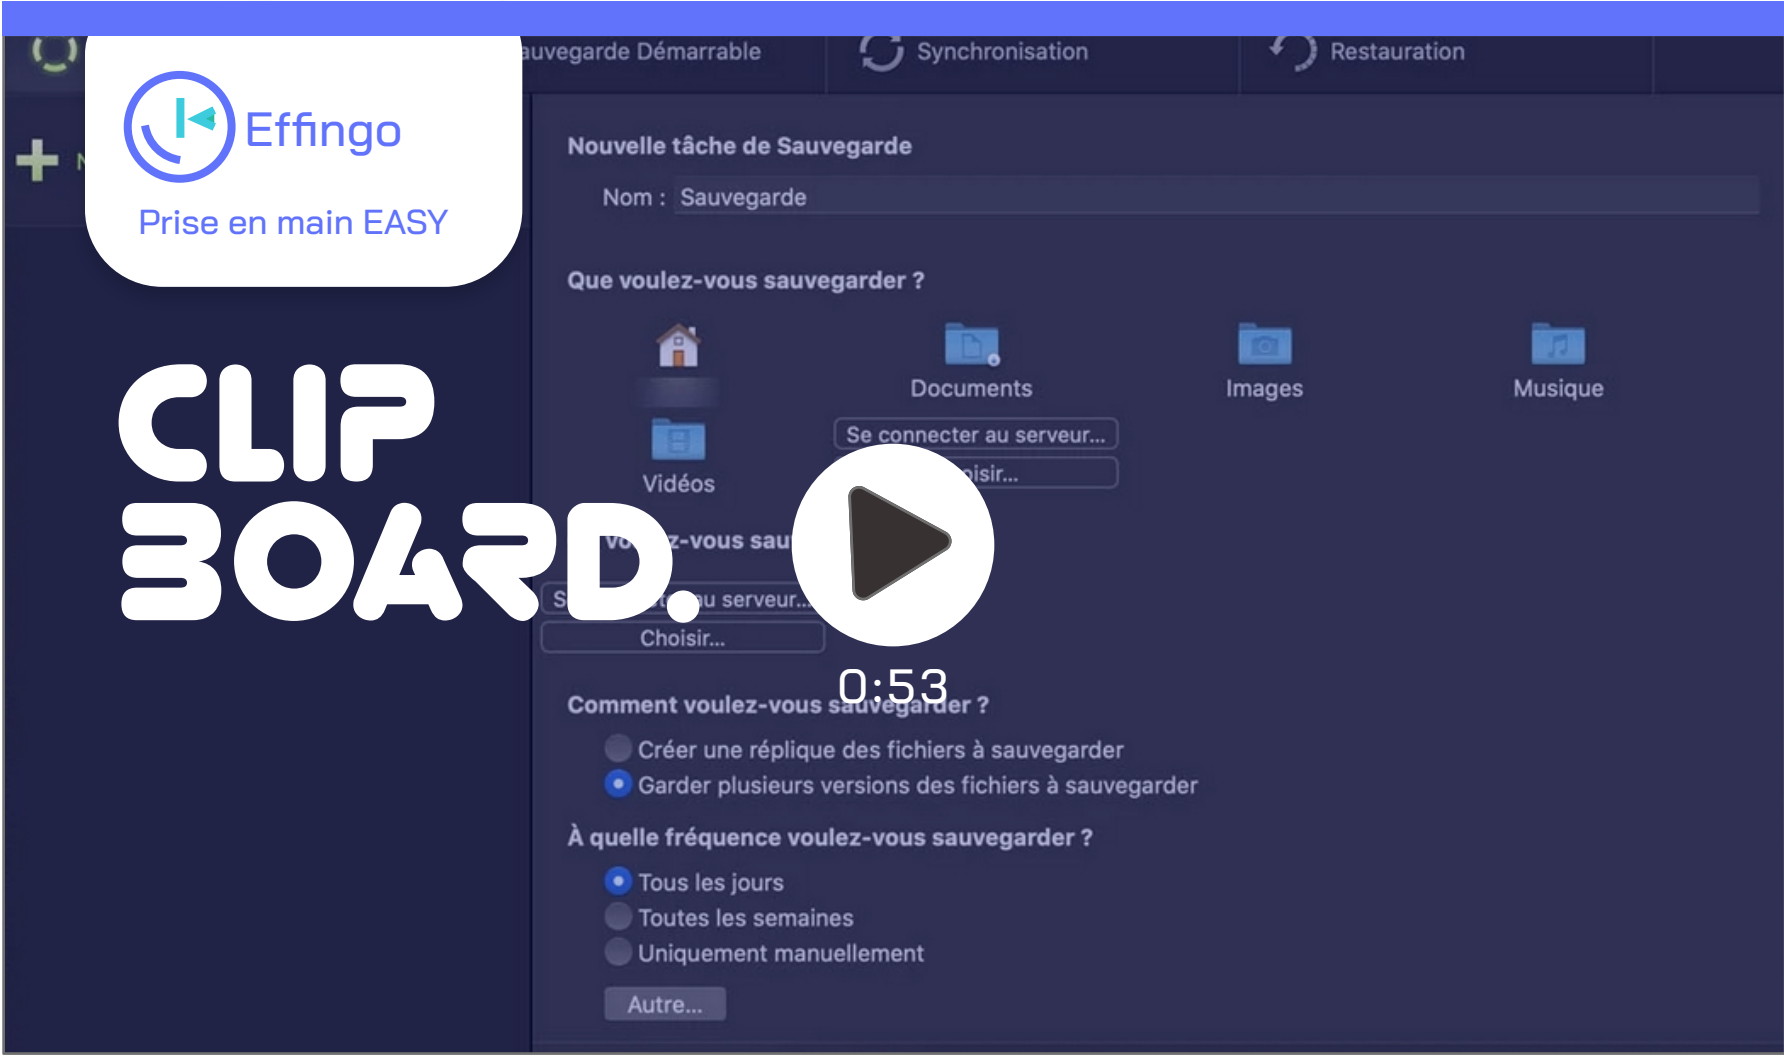 Sauvegarde Démarrable
Synchronisation
Restauration
Effingo
Prise en main EASY
Nouvelle tâche de Sauvegarde
Nom : Sauvegarde
Que voulez-vous sauvegarder ?
Documents
Images
Musique
Vidéos
Se connecter au serveur...
CLIP
BOARD.
au serveur...
Choisir...
0:53
Comment voulez-vous sauvegarder ?
Créer une réplique des fichiers à sauvegarder
Garder plusieurs versions des fichiers à sauvegarder
À quelle fréquence voulez-vous sauvegarder ?
Tous les jours
Toutes les semaines
Uniquement manuellement
Autre...